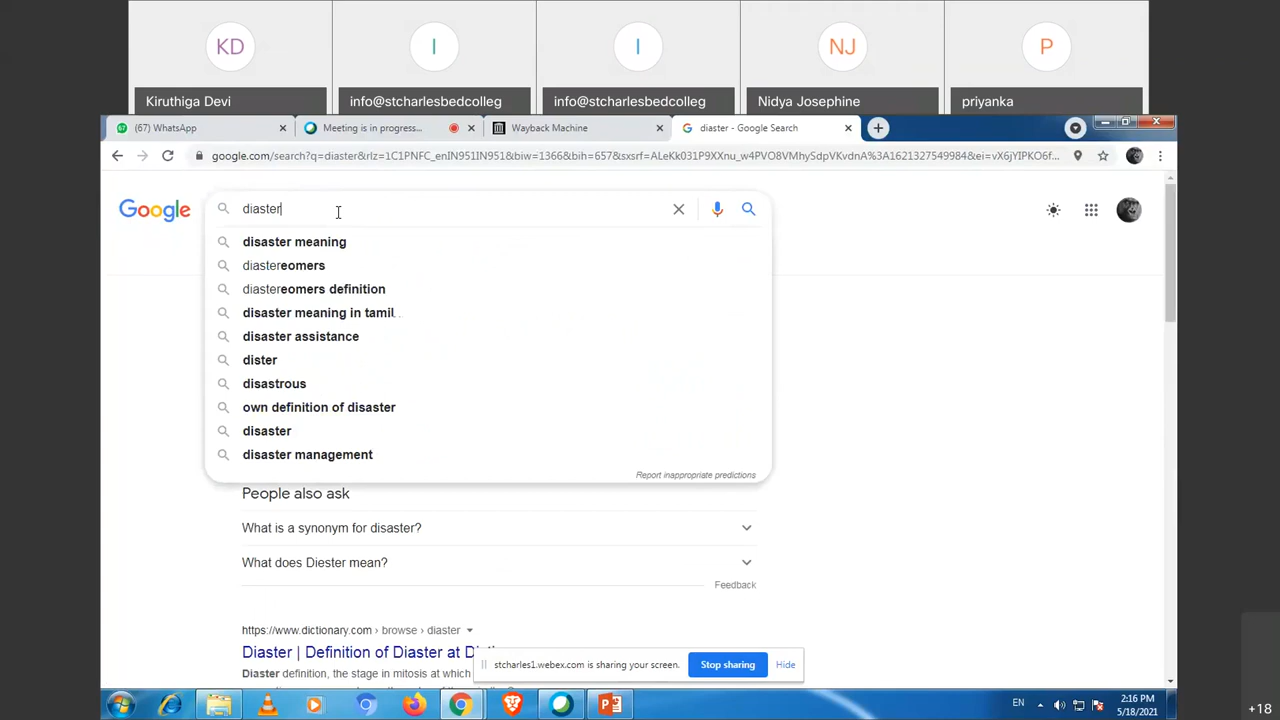 KD
I
I
NJ
P
Kiruthiga Devi
info@stcharlesbedcolleg
info@stcharlesbedcolleg
Nidya Josephine
priyanka
(67) WhatsApp
Meeting is in progress...
Wayback Machine
diaster - Google Search
google.com/search?q=diaster&rlz=1C1PNFC_enIN951IN951&biw=1366&bih=657&sxsrf=ALeKk031P9XXnu_w4PVO8VMhySdpVKvdnA%3A1621327549984&ei=vX6jYIPKO6f...
Google
diaster
disaster meaning
diastereomers
diastereomers definition
disaster meaning in tamil
disaster assistance
dister
disastrous
own definition of disaster
disaster
disaster management
Report inappropriate predictions
People also ask
What is a synonym for disaster?
What does Diester mean?
Feedback
https://www.dictionary.com › browse › diaster
Diaster | Definition of Diaster at Di
Diaster definition, the stage in mitosis at which
stcharles1.webex.com is sharing your screen.
Stop sharing
Hide
EN
2:16 PM
5/18/2021
+18